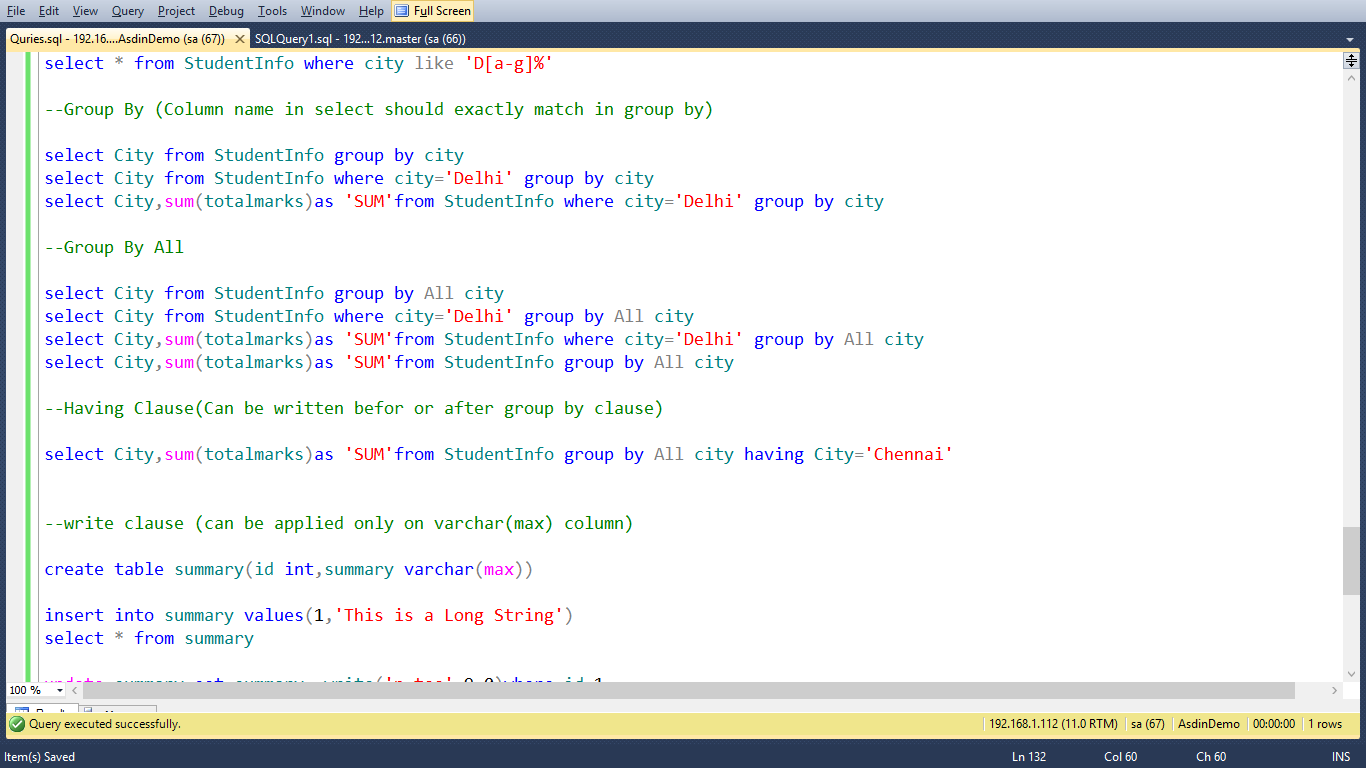 File Edit View Query Project Debug Tools Window Help Full Screen
Quries.sql - 192.16....AsdinDemo (sa (67)) SQLQuery1.sql - 192...12.master (sa (66))
select * from StudentInfo where city like 'D[a-g]%'
--Group By (Column name in select should exactly match in group by)
select City from StudentInfo group by city
select City from StudentInfo where city='Delhi' group by city
select City,sum(totalmarks)as 'SUM'from StudentInfo where city='Delhi' group by city
--Group By All
select City from StudentInfo group by All city
select City from StudentInfo where city='Delhi' group by All city
select City,sum(totalmarks)as 'SUM'from StudentInfo where city='Delhi' group by All city
select City,sum(totalmarks)as 'SUM'from StudentInfo group by All city
--Having Clause(Can be written befor or after group by clause)
select City,sum(totalmarks)as 'SUM'from StudentInfo group by All city having City='Chennai'
--write clause (can be applied only on varchar(max) column)
create table summary(id int,summary varchar(max))
insert into summary values(1,'This is a Long String')
select * from summary
100 %
Query executed successfully. 192.168.1.112 (11.0 RTM) sa (67) AsdinDemo 00:00:00 1 rows
Item(s) Saved Ln 132 Col 60 Ch 60 INS